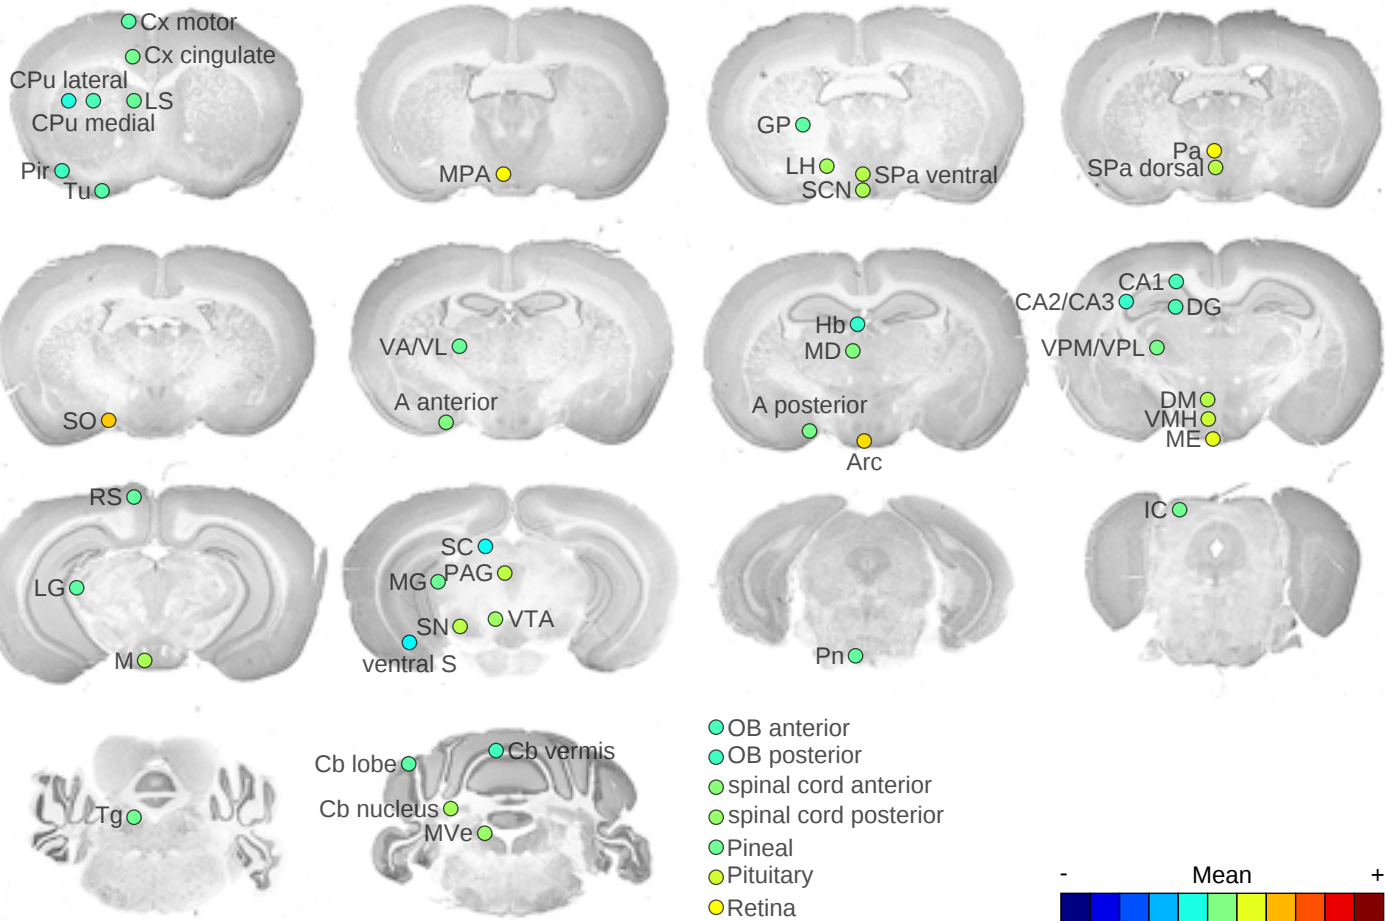 Cx motor
Cx cingulate
CPu lateral
LS
CPu medial
Pir
Tu
MPA
GP
LH
SPa ventral
SCN
Pa
SPa dorsal
SO
VA/VL
A anterior
Hb
MD
A posterior
Arc
CA1
CA2/CA3
DG
VPM/VPL
DM
VMH
ME
RS
LG
M
SC
PAG
MG
VTA
SN
ventral S
Pn
IC
Tg
Cb vermis
Cb lobe
Cb nucleus
MVe
OB anterior
OB posterior
spinal cord anterior
spinal cord posterior
Pineal
Pituitary
Retina
- Mean +